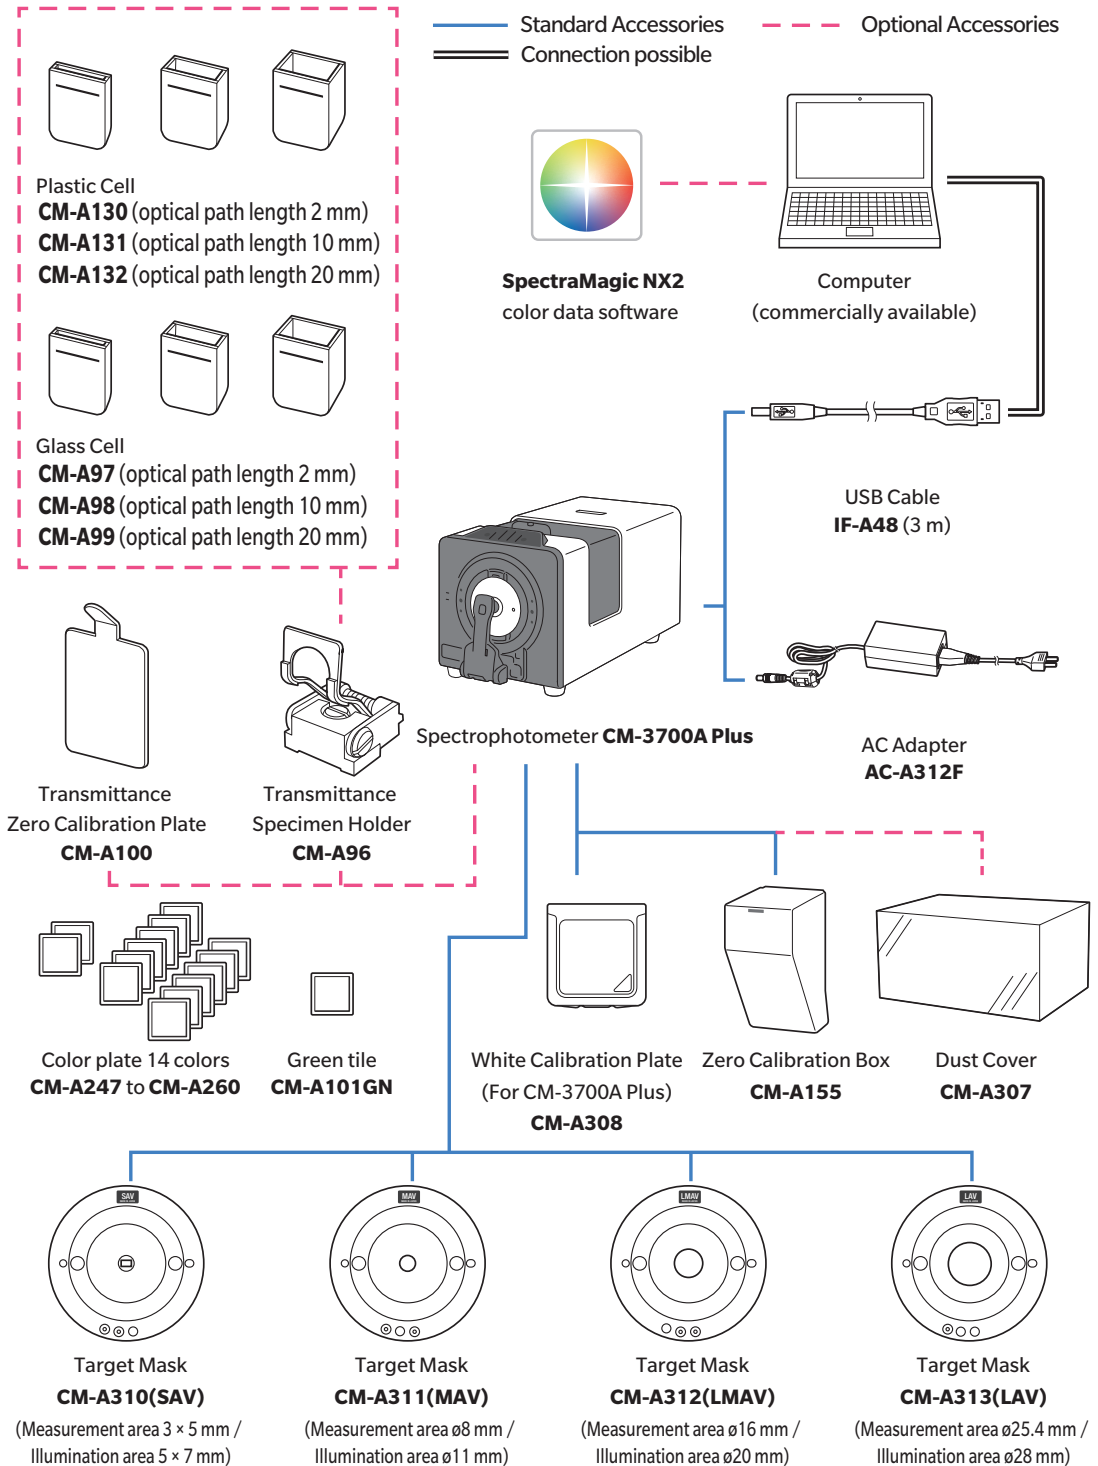 Standard Accessories
Optional Accessories
Connection possible
Plastic Cell
CM-A130 (optical path length 2 mm)
CM-A131 (optical path length 10 mm)
CM-A132 (optical path length 20 mm)
SpectraMagic NX2
color data software
Computer
(commercially available)
Glass Cell
CM-A97 (optical path length 2 mm)
CM-A98 (optical path length 10 mm)
CM-A99 (optical path length 20 mm)
USB Cable
IF-A48 (3 m)
Spectrophotometer CM-3700A Plus
AC Adapter
AC-A312F
Transmittance
Zero Calibration Plate
CM-A100
Transmittance
Specimen Holder
CM-A96
Color plate 14 colors
CM-A247 to CM-A260
Green tile
CM-A101GN
White Calibration Plate
(For CM-3700A Plus)
CM-A308
Zero Calibration Box
CM-A155
Dust Cover
CM-A307
SAV
MAV
LMAV
LAV
Target Mask
CM-A310(SAV)
(Measurement area 3 × 5 mm /
Illumination area 5 × 7 mm)
Target Mask
CM-A311(MAV)
(Measurement area ø8 mm /
Illumination area ø11 mm)
Target Mask
CM-A312(LMAV)
(Measurement area ø16 mm /
Illumination area ø20 mm)
Target Mask
CM-A313(LAV)
(Measurement area ø25.4 mm /
Illumination area ø28 mm)